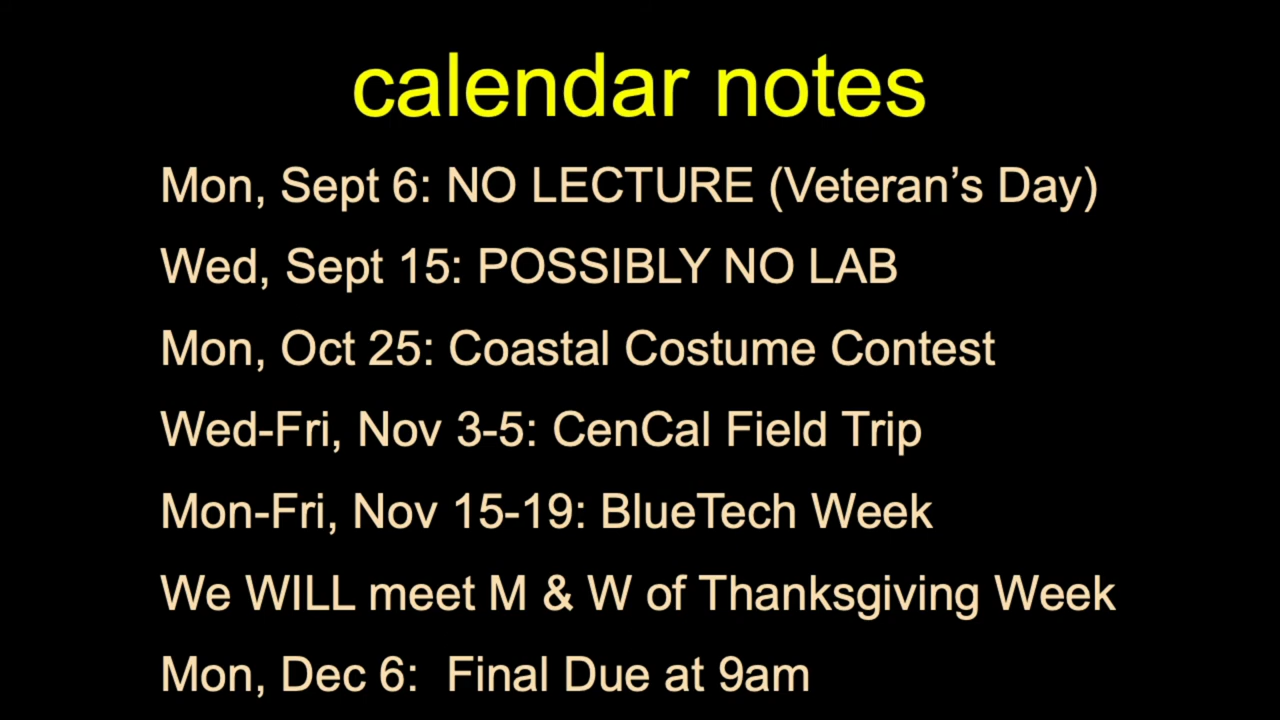 calendar notes
Mon, Sept 6: NO LECTURE (Veteran’s Day)
Wed, Sept 15: POSSIBLY NO LAB
Mon, Oct 25: Coastal Costume Contest
Wed-Fri, Nov 3-5: CenCal Field Trip
Mon-Fri, Nov 15-19: BlueTech Week
We WILL meet M & W of Thanksgiving Week
Mon, Dec 6:  Final Due at 9am